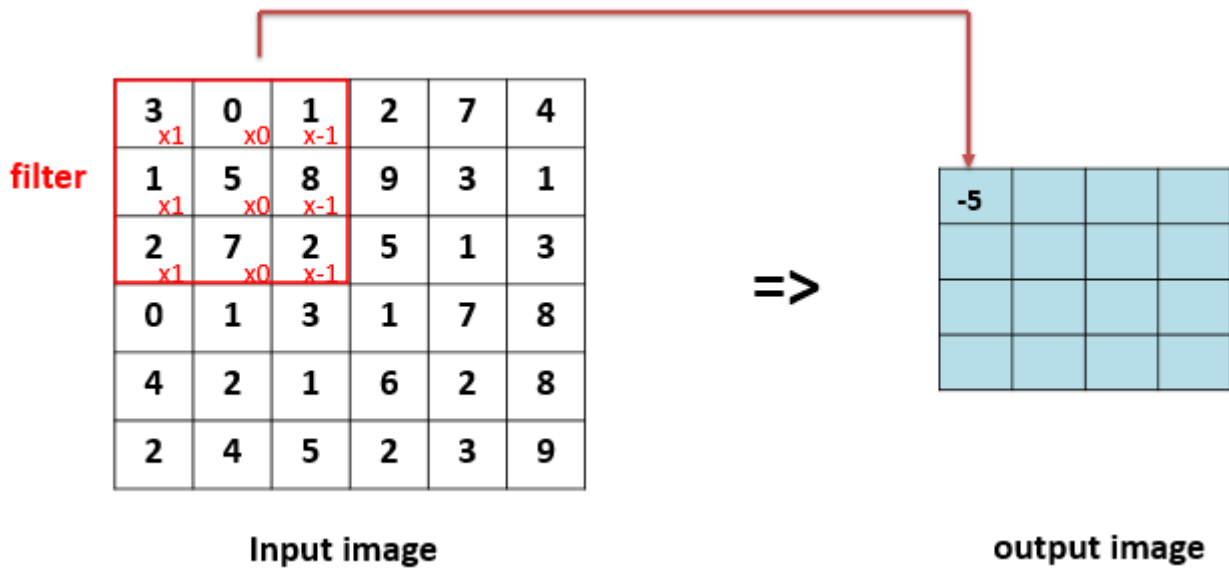 3 0 1 2 7 4
x1 x0 x-1
filter
1 5 8 9 3 1
x1 x0 x-1
2 7 2 5 1 3
x1 x0 x-1
0 1 3 1 7 8
4 2 1 6 2 8
2 4 5 2 3 9
Input image
=>
-5
output image